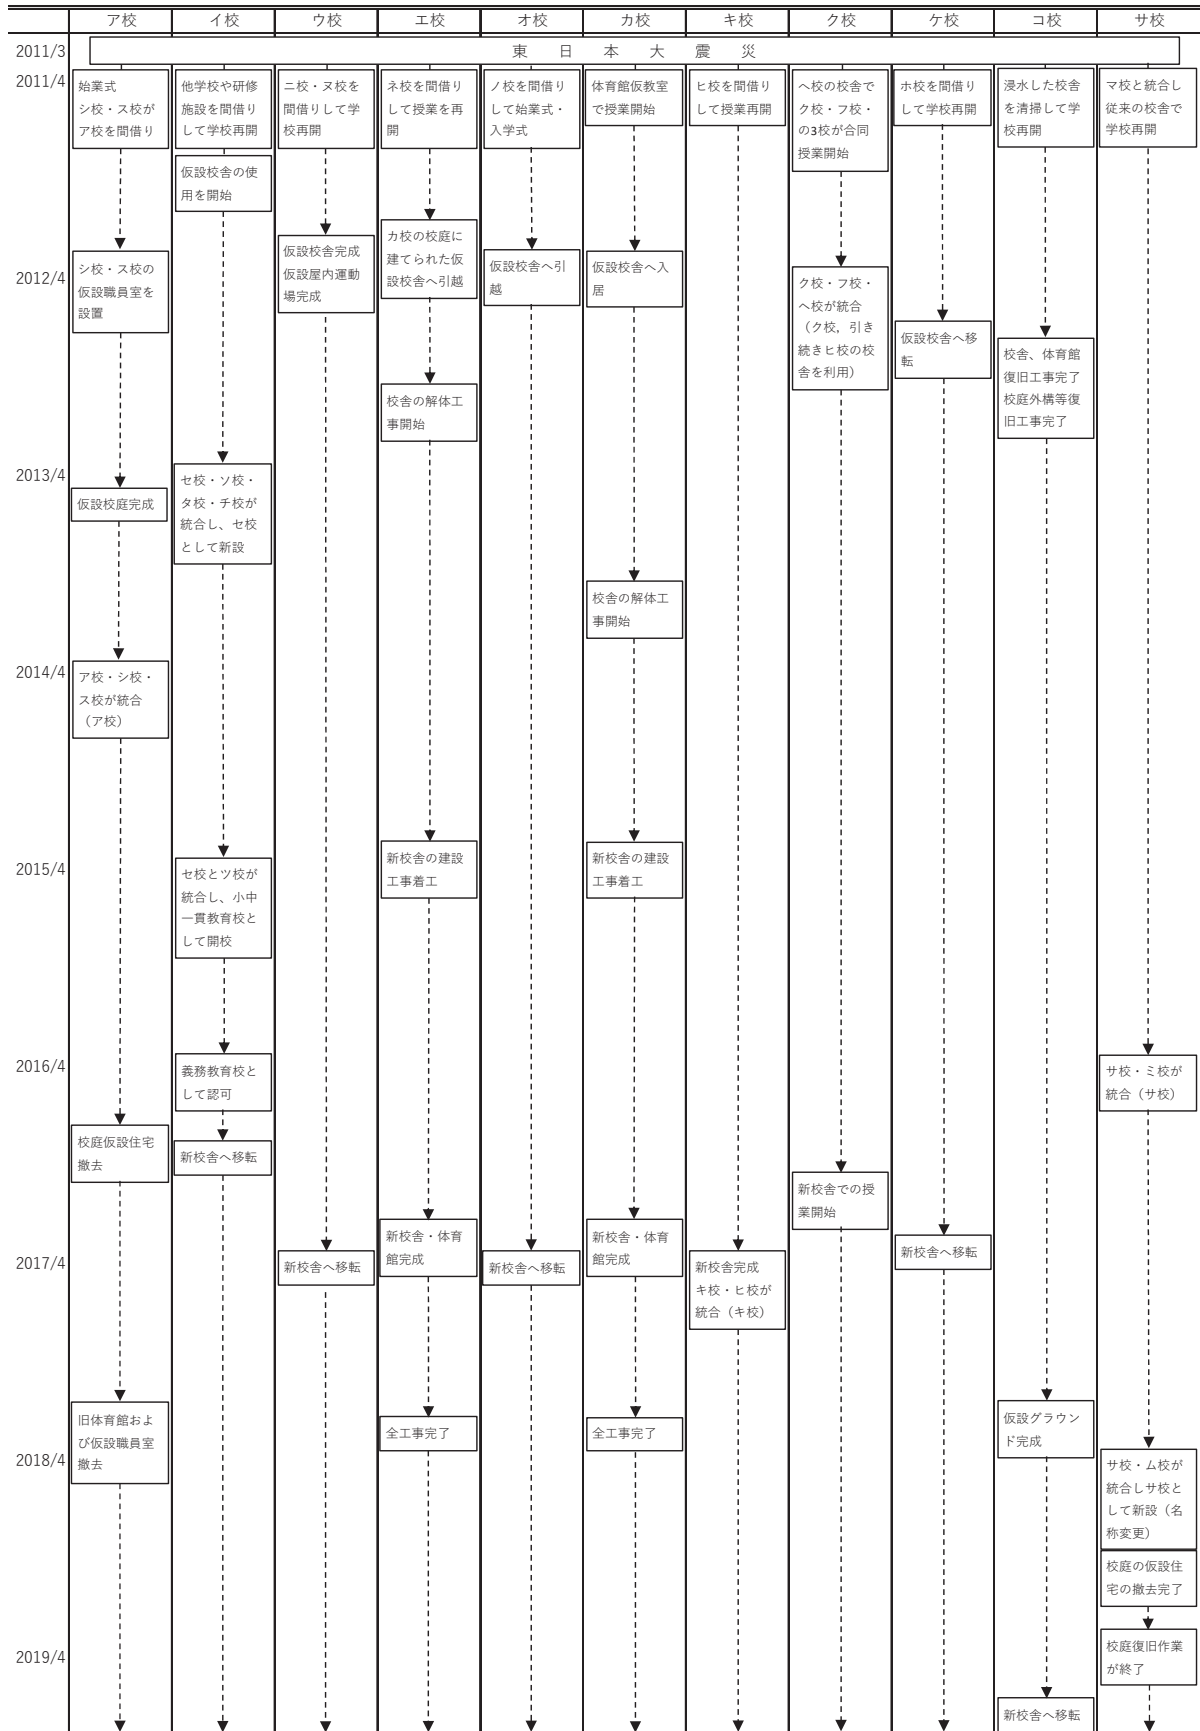 ア校
イ校
ウ校
エ校
オ校
カ校
キ校
ク校
ケ校
コ校
サ校
2011/3
東日本大震災
2011/4
始業式
シ校・ス校が
ア校を間借り
他学校や研修
施設を間借り
して学校再開
ニ校・ヌ校を
間借りして学
校再開
ネ校を間借り
して授業を再
開
ノ校を間借り
して始業式・
入学式
体育館仮教室
で授業開始
ヒ校を間借り
して授業再開
ヘ校の校舎で
ク校・フ校・
の3校が合同
授業開始
ホ校を間借り
して学校再開
浸水した校舎
を清掃して学
校再開
マ校と統合し
従来の校舎で
学校再開
仮設校舎の使
用を開始
2012/4
シ校・ス校の
仮設職員室を
設置
仮設校舎完成
仮設屋内運動
場完成
カ校の校庭に
建てられた仮
設校舎へ引越
仮設校舎へ引
越
仮設校舎へ入
居
ク校・フ校・
ヘ校が統合
（ク校，引き
続きヒ校の校
舎を利用）
仮設校舎へ移
転
校舎、体育館
復旧工事完了
校庭外構等復
旧工事完了
校舎の解体工
事開始
2013/4
仮設校庭完成
セ校・ソ校・
タ校・チ校が
統合し、セ校
として新設
校舎の解体工
事開始
2014/4
ア校・シ校・
ス校が統合
（ア校）
2015/4
セ校とツ校が
統合し、小中
一貫教育校と
して開校
新校舎の建設
工事着工
新校舎の建設
工事着工
2016/4
義務教育校と
して認可
サ校・ミ校が
統合（サ校）
校庭仮設住宅
撤去
新校舎へ移転
新校舎での授
業開始
2017/4
新校舎へ移転
新校舎・体育
館完成
新校舎へ移転
新校舎・体育
館完成
新校舎完成
キ校・ヒ校が
統合（キ校）
新校舎へ移転
2018/4
旧体育館およ
び仮設職員室
撤去
全工事完了
全工事完了
仮設グラウン
ド完成
サ校・ム校が
統合しサ校と
して新設（名
称変更）
校庭の仮設住
宅の撤去完了
2019/4
校庭復旧作業
が終了
新校舎へ移転